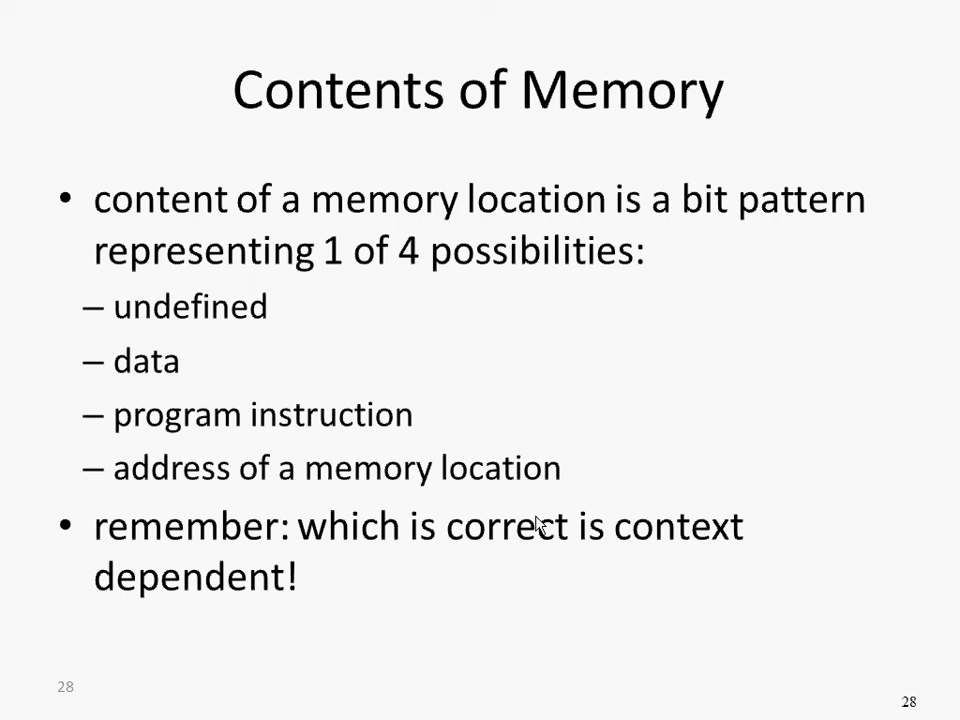 Contents of Memory
• content of a memory location is a bit pattern
representing 1 of 4 possibilities:
– undefined
– data
– program instruction
– address of a memory location
• remember: which is correct is context
dependent!
28
28